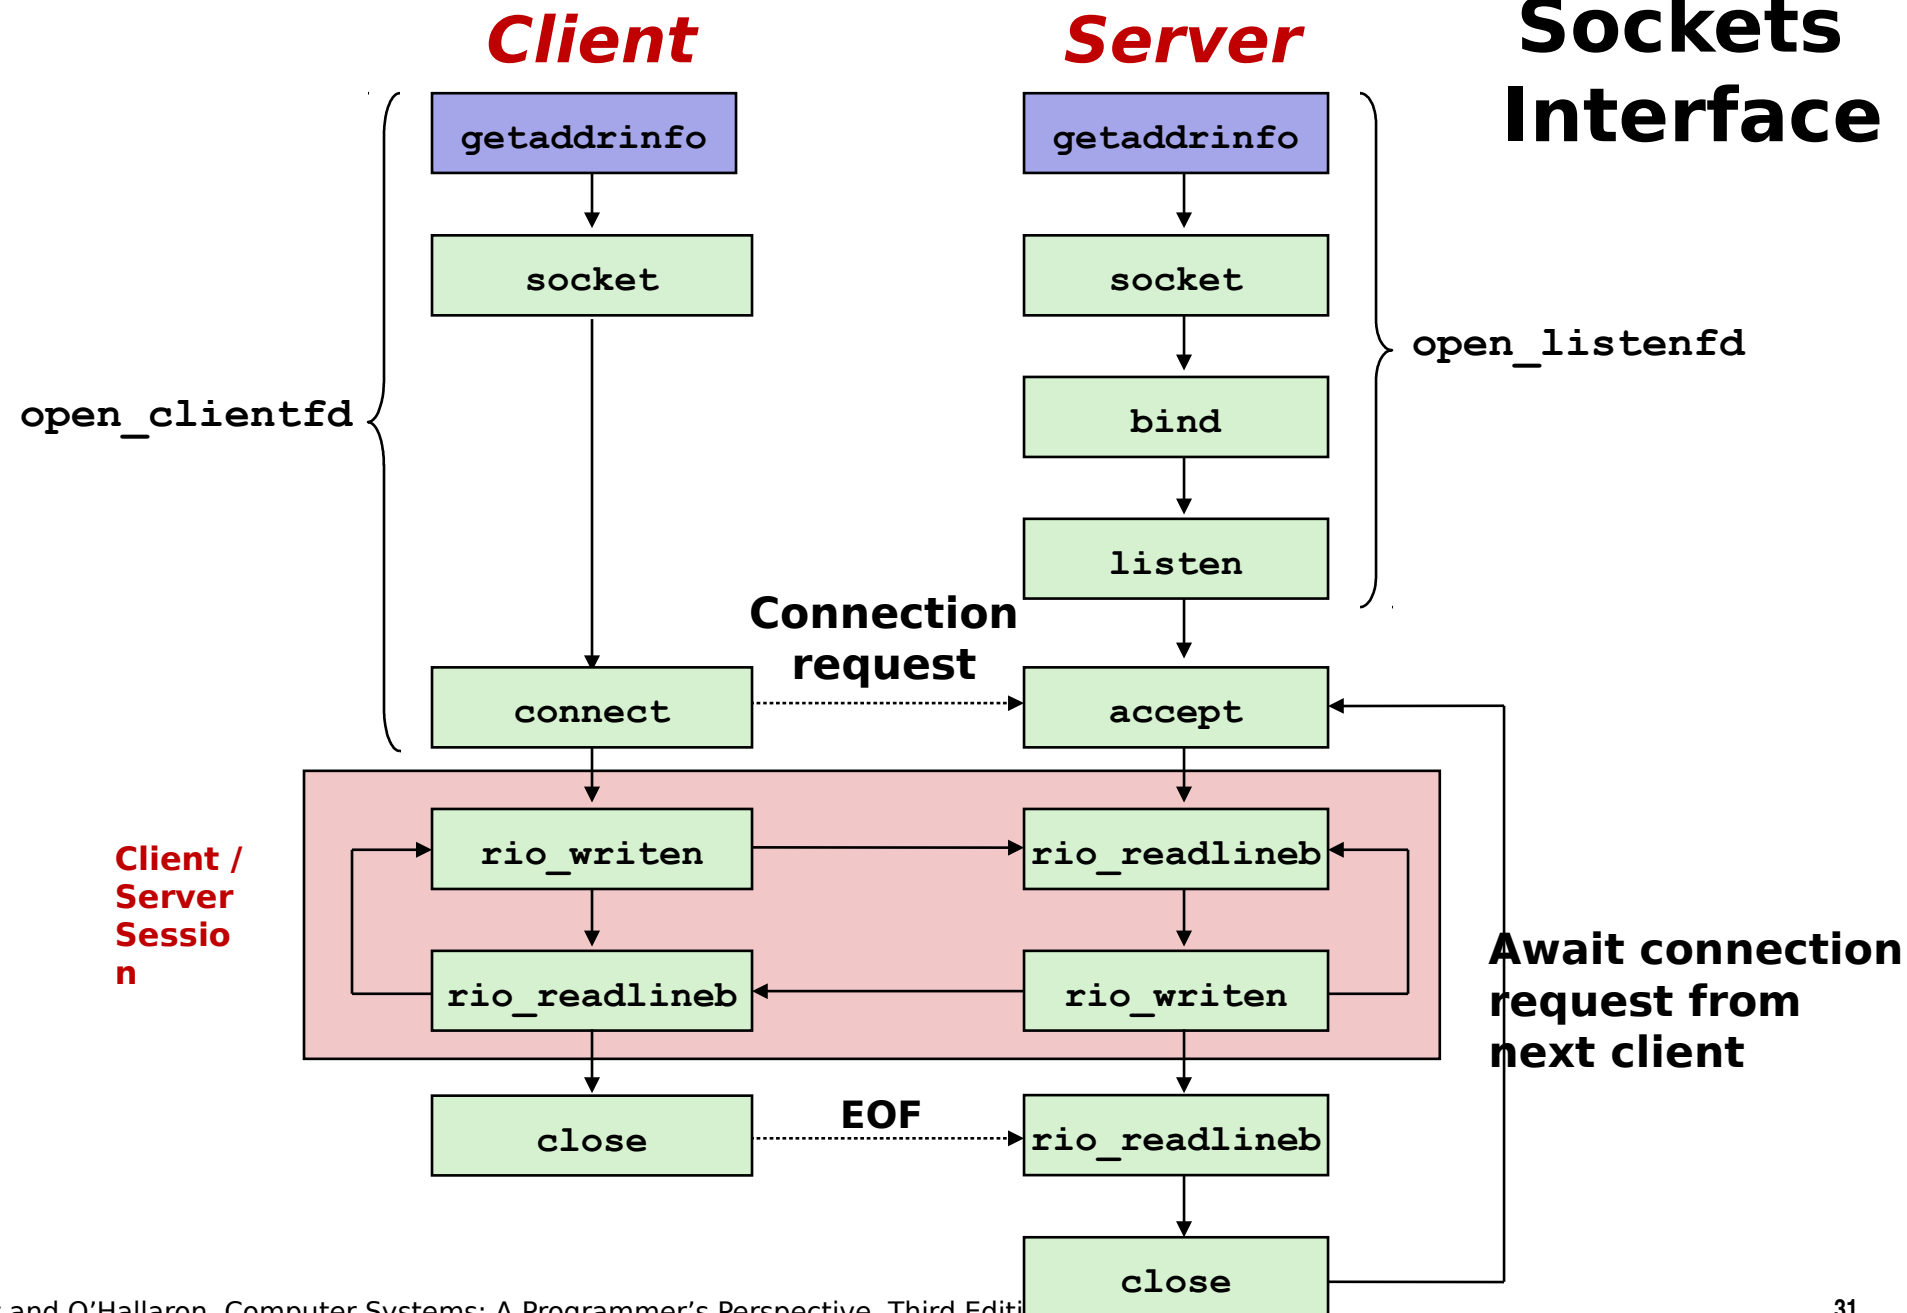 Client
Server
Sockets
Interface
getaddrinfo
getaddrinfo
socket
socket
open_listenfd
open_clientfd
bind
listen
Connection
request
connect
accept
Client /
Server
Sessio
n
rio_writen
rio_readlineb
Await connection
request from
next client
rio_readlineb
rio_writen
close
EOF
rio_readlineb
close
and O’Hallaron, Computer Systems: A Programmer’s Perspective, Third Editi
31